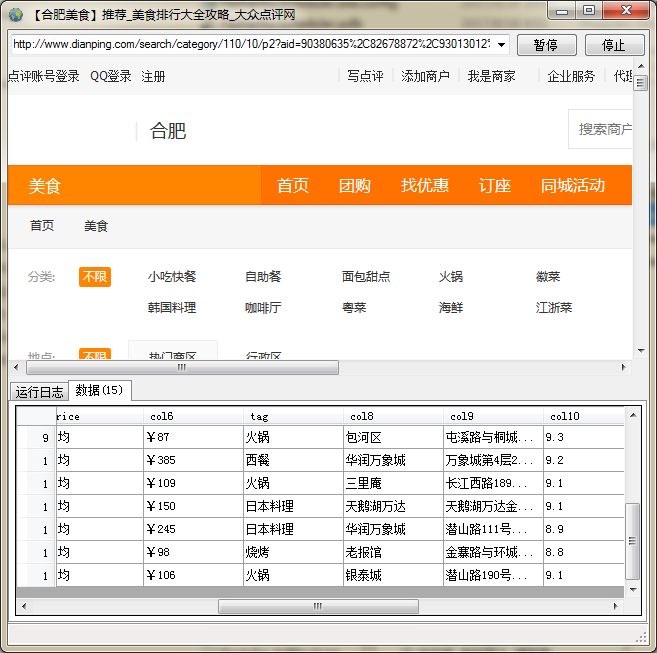 【合肥美食】推荐_美食排行大全攻略_大众点评网
http://www.dianping.com/search/category/110/10/p2?aid=90380635%2C82678872%2C93013012 暂停 停止
点评账号登录 QQ登录 注册 写点评 添加商户 我是商家 企业服务 代理
合肥 搜索商户
美食 首页 团购 找优惠 订座 同城活动
首页 美食
分类: 不限 小吃快餐 自助餐 面包甜点 火锅 徽菜
韩国料理 咖啡厅 粤菜 海鲜 江浙菜
地点: 不限 热门商区 行政区
运行日志 数据(15)
rice col6 tag col8 col9 col10
9 均 ￥87 火锅 包河区 屯溪路与桐城... 9.3
1 均 ￥385 西餐 华润万象城 万象城第4层2... 9.2
1 均 ￥109 火锅 三里庵 长江西路189... 9.1
1 均 ￥150 日本料理 天鹅湖万达 天鹅湖万达金... 9.1
1 均 ￥245 日本料理 华润万象城 潜山路111号... 8.9
1 均 ￥98 烧烤 老报馆 金寨路与环城... 8.8
1 均 ￥106 火锅 银泰城 潜山路190号... 9.1